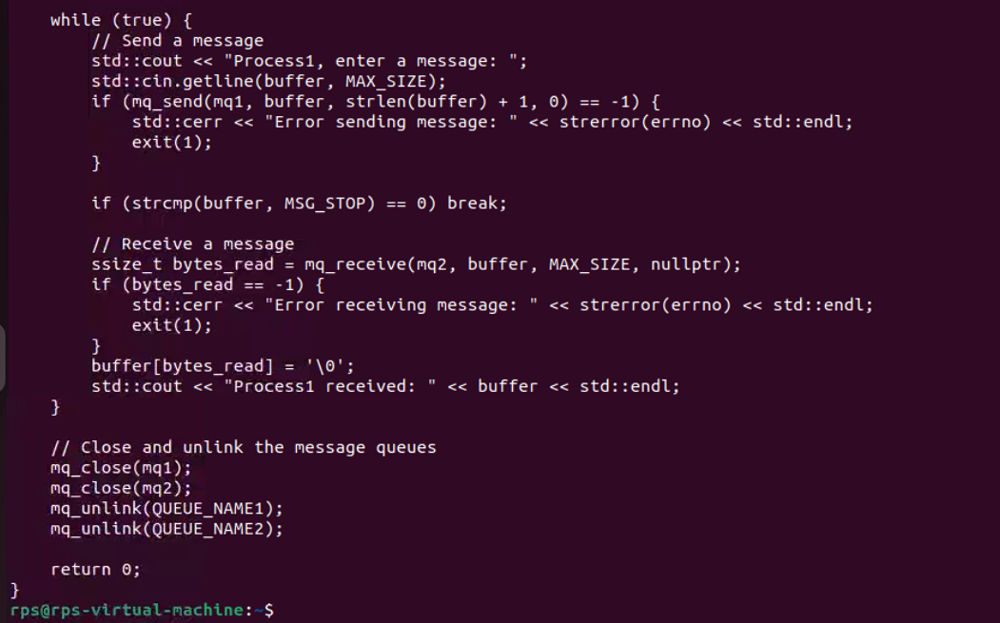 while (true) {
        // Send a message
        std::cout << "Process1, enter a message: ";
        std::cin.getline(buffer, MAX_SIZE);
        if (mq_send(mq1, buffer, strlen(buffer) + 1, 0) == -1) {
            std::cerr << "Error sending message: " << strerror(errno) << std::endl;
            exit(1);
        }

        if (strcmp(buffer, MSG_STOP) == 0) break;

        // Receive a message
        ssize_t bytes_read = mq_receive(mq2, buffer, MAX_SIZE, nullptr);
        if (bytes_read == -1) {
            std::cerr << "Error receiving message: " << strerror(errno) << std::endl;
            exit(1);
        }
        buffer[bytes_read] = '\0';
        std::cout << "Process1 received: " << buffer << std::endl;
    }

    // Close and unlink the message queues
    mq_close(mq1);
    mq_close(mq2);
    mq_unlink(QUEUE_NAME1);
    mq_unlink(QUEUE_NAME2);

    return 0;
}
rps@rps-virtual-machine:~$